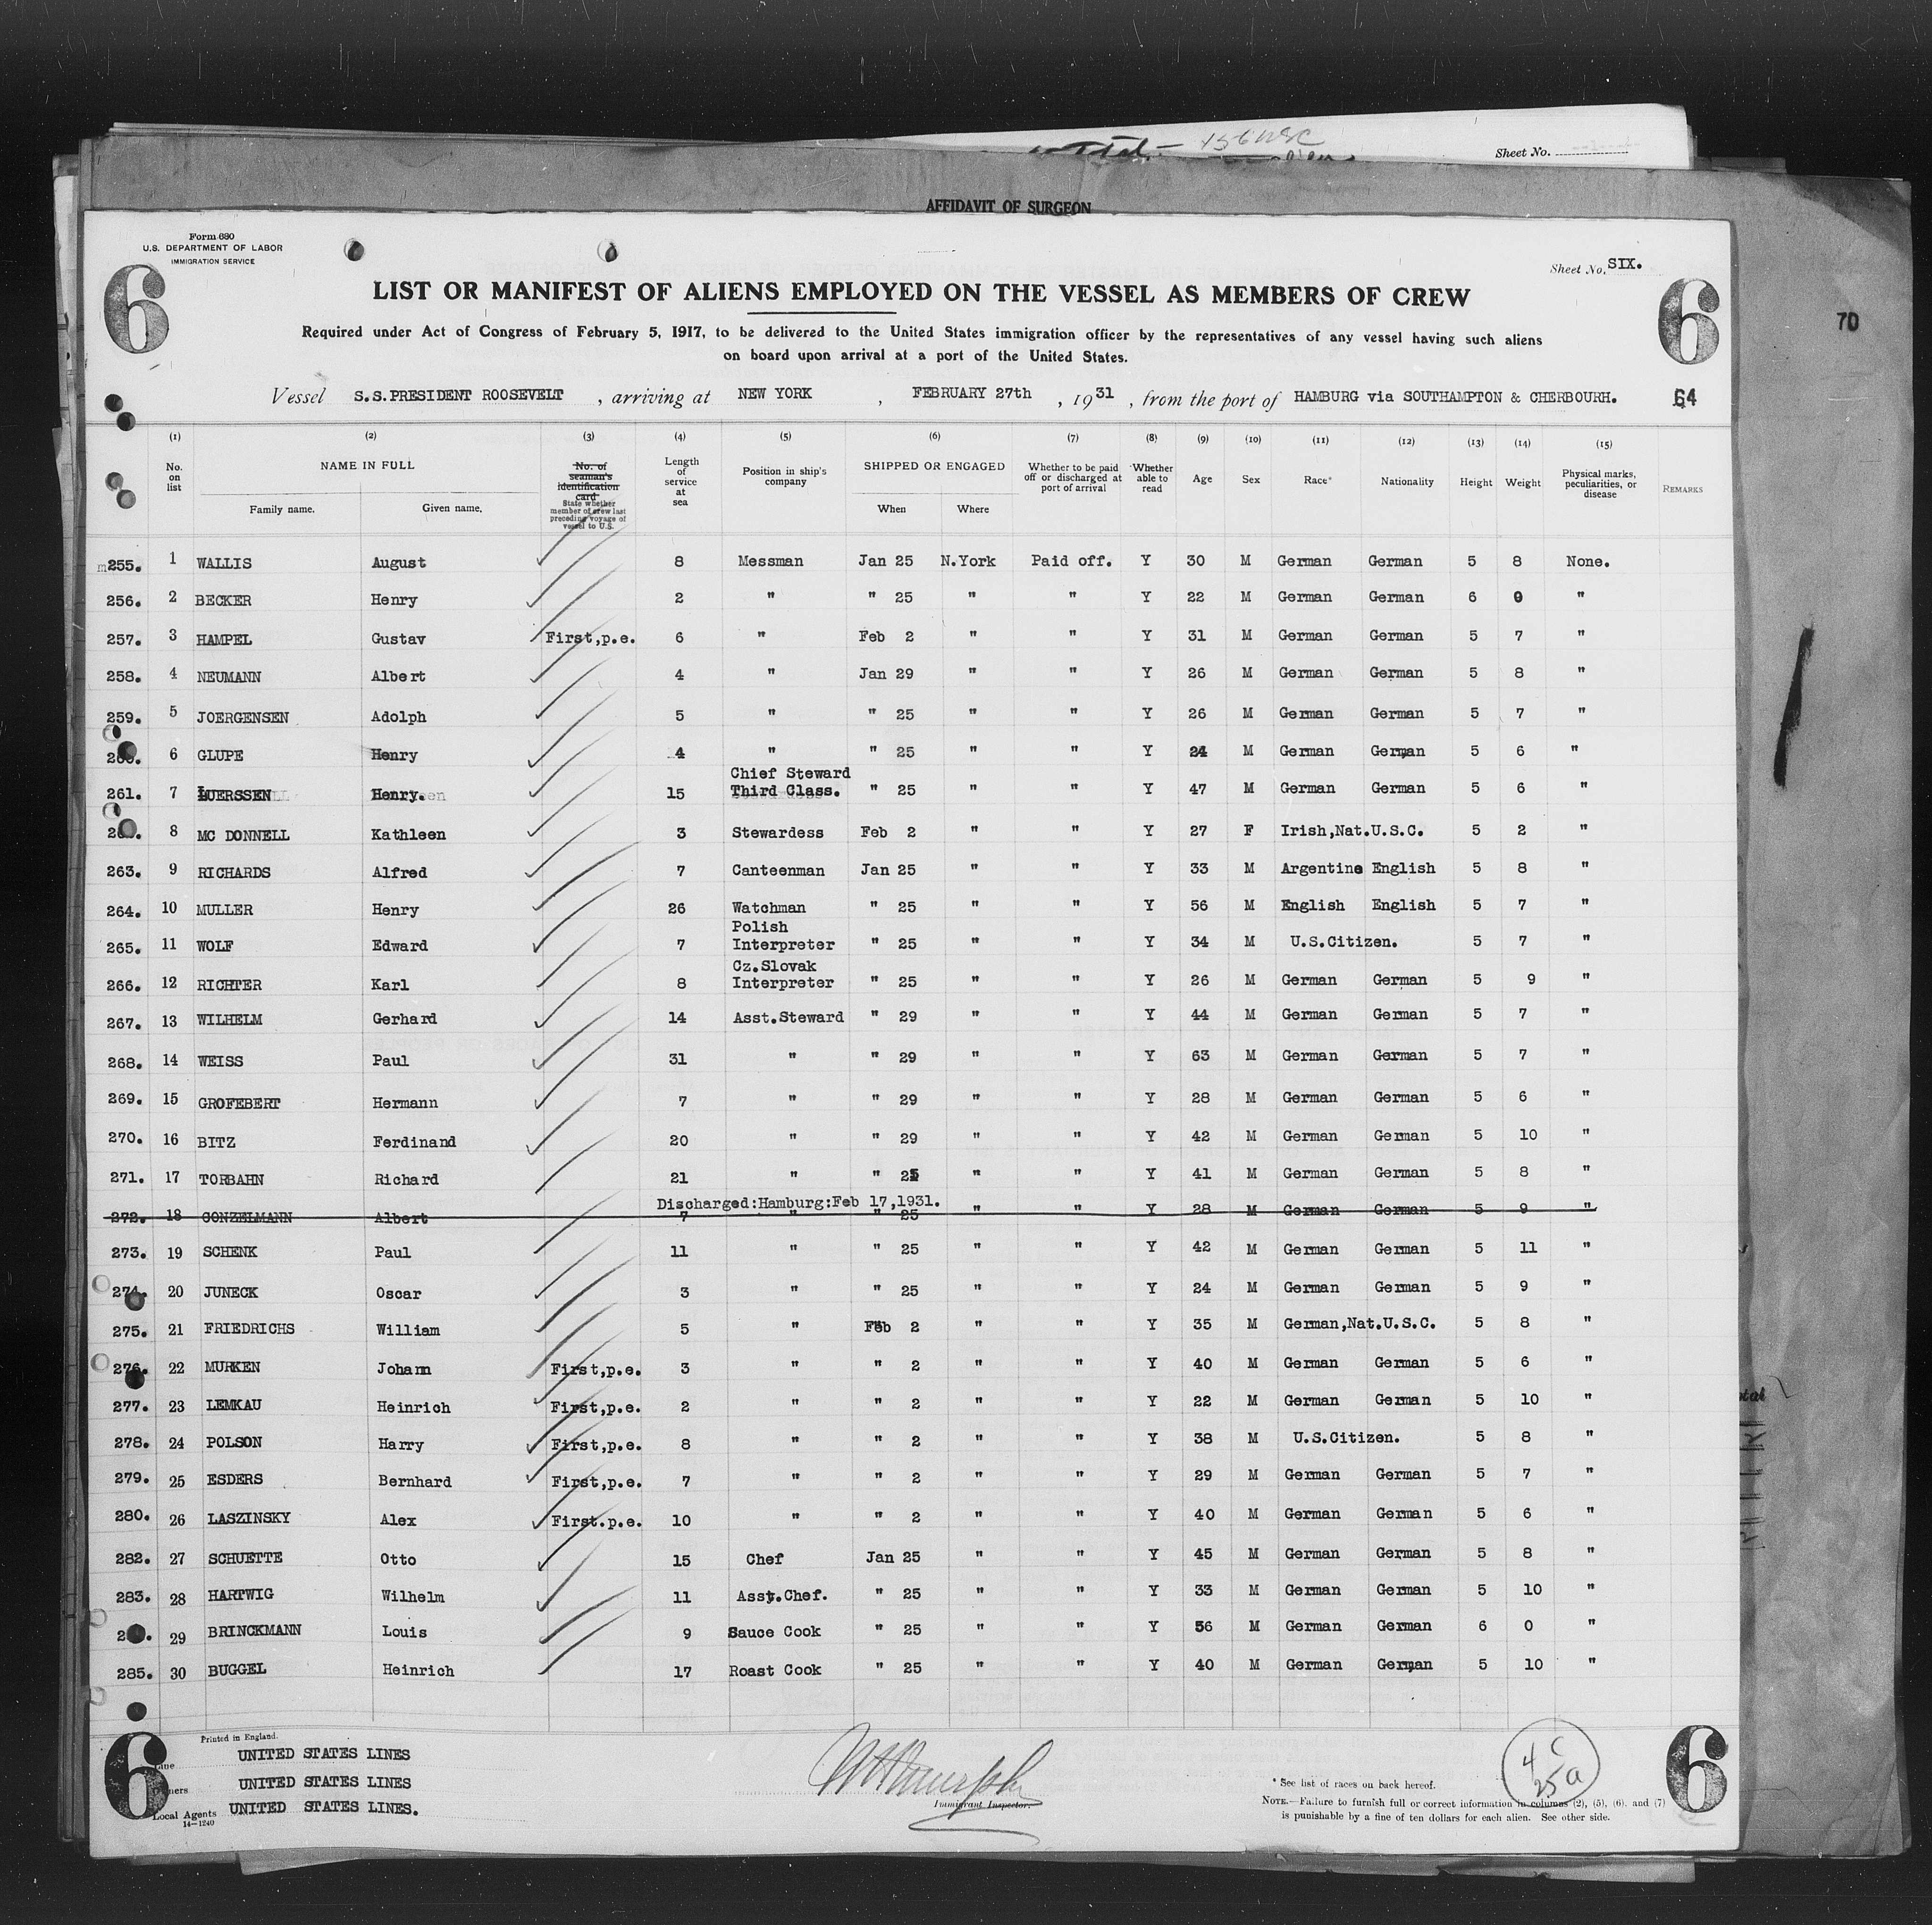 Sheet No.
AFFIDAVIT OF SURGEON
70
Form 680
U.S. DEPARTMENT OF LABOR
IMMIGRATION SERVICE
Sheet No. SIX.
6 6
LIST OR MANIFEST OF ALIENS EMPLOYED ON THE VESSEL AS MEMBERS OF CREW
Required under Act of Congress of February 5, 1917, to be delivered to the United States immigration officer by the representatives of any vessel having such aliens
on board upon arrival at a port of the United States.
Vessel S.S.PRESIDENT ROOSEVELT , arriving at NEW YORK , FEBRUARY 27th , 1931 , from the port of HAMBURG via SOUTHAMPTON & CHERBOURH. 64
(1) (2) (3) (4) (5) (6) (7) (8) (9) (10) (11) (12) (13) (14) (15)
No. on list NAME IN FULL Family name. Given name. No. of seaman's identification card State whether member of crew last preceding voyage of vessel to U.S. Length of service at sea Position in ship's company SHIPPED OR ENGAGED When Where Whether to be paid off or discharged at port of arrival Whether able to read Age Sex Race* Nationality Height Weight Physical marks, peculiarities, or disease REMARKS
255. 1 WALLIS August 8 Messman Jan 25 N.York Paid off. Y 30 M German German 5 8 None.
256. 2 BECKER Henry 2 " " 25 " " Y 22 M German German 6 0 "
257. 3 HAMPEL Gustav First,p.e. 6 " Feb 2 " " Y 31 M German German 5 7 "
258. 4 NEUMANN Albert 4 " Jan 29 " " Y 26 M German German 5 8 "
259. 5 JOERGENSEN Adolph 5 " " 25 " " Y 26 M German German 5 7 "
6 GLUPE Henry 4 " " 25 " " Y 24 M German German 5 6 "
261. 7 LUERSSEN Henry. 15 Chief Steward Third Class. " 25 " " Y 47 M German German 5 6 "
8 MC DONNELL Kathleen 3 Stewardess Feb 2 " " Y 27 F Irish,Nat.U.S.C. 5 2 "
263. 9 RICHARDS Alfred 7 Canteenman Jan 25 " " Y 33 M Argentine English 5 8 "
264. 10 MULLER Henry 26 Watchman " 25 " " Y 56 M English English 5 7 "
265. 11 WOLF Edward 7 Polish Interpreter " 25 " " Y 34 M U.S.Citizen. 5 7 "
266. 12 RICHTER Karl 8 Cz.Slovak Interpreter " 25 " " Y 26 M German German 5 9 "
267. 13 WILHELM Gerhard 14 Asst.Steward " 29 " " Y 44 M German German 5 7 "
268. 14 WEISS Paul 31 " " 29 " " Y 63 M German German 5 7 "
269. 15 GROFEBERT Hermann 7 " " 29 " " Y 28 M German German 5 6 "
270. 16 BITZ Ferdinand 20 " " 29 " " Y 42 M German German 5 10 "
271. 17 TORBAHN Richard 21 " " 25 " " Y 41 M German German 5 8 "
Discharged:Hamburg:Feb 17,1931.
272. 18 CONZELMANN Albert 7 " " 25 " " Y 28 M German German 5 9 "
273. 19 SCHENK Paul 11 " " 25 " " Y 42 M German German 5 11 "
274. 20 JUNECK Oscar 3 " " 25 " " Y 24 M German German 5 9 "
275. 21 FRIEDRICHS William 5 " Feb 2 " " Y 35 M German,Nat.U.S.C. 5 8 "
276. 22 MURKEN Johann First,p.e. 3 " " 2 " " Y 40 M German German 5 6 "
277. 23 LEMKAU Heinrich First,p.e. 2 " " 2 " " Y 22 M German German 5 10 "
278. 24 POLSON Harry First,p.e. 8 " " 2 " " Y 38 M U.S.Citizen. 5 8 "
279. 25 ESDERS Bernhard First,p.e. 7 " " 2 " " Y 29 M German German 5 7 "
280. 26 LASZINSKY Alex First.p.e. 10 " " 2 " " Y 40 M German German 5 6 "
282. 27 SCHUETTE Otto 15 Chef Jan 25 " " Y 45 M German German 5 8 "
283. 28 HARTWIG Wilhelm 11 Asst.Chef. " 25 " " Y 33 M German German 5 10 "
29 BRINCKMANN Louis 9 Sauce Cook " 25 " " Y 56 M German German 6 0 "
285. 30 BUGGEL Heinrich 17 Roast Cook " 25 " " Y 40 M German German 5 10 "
Printed in England.
UNITED STATES LINES
UNITED STATES LINES
Local Agents UNITED STATES LINES.
14—1240
Immigrant Inspector.
4 C
25 a
* See list of races on back hereof.
NOTE.—Failure to furnish full or correct information in columns (2), (5), (6), and (7)
is punishable by a fine of ten dollars for each alien. See other side.
6 6